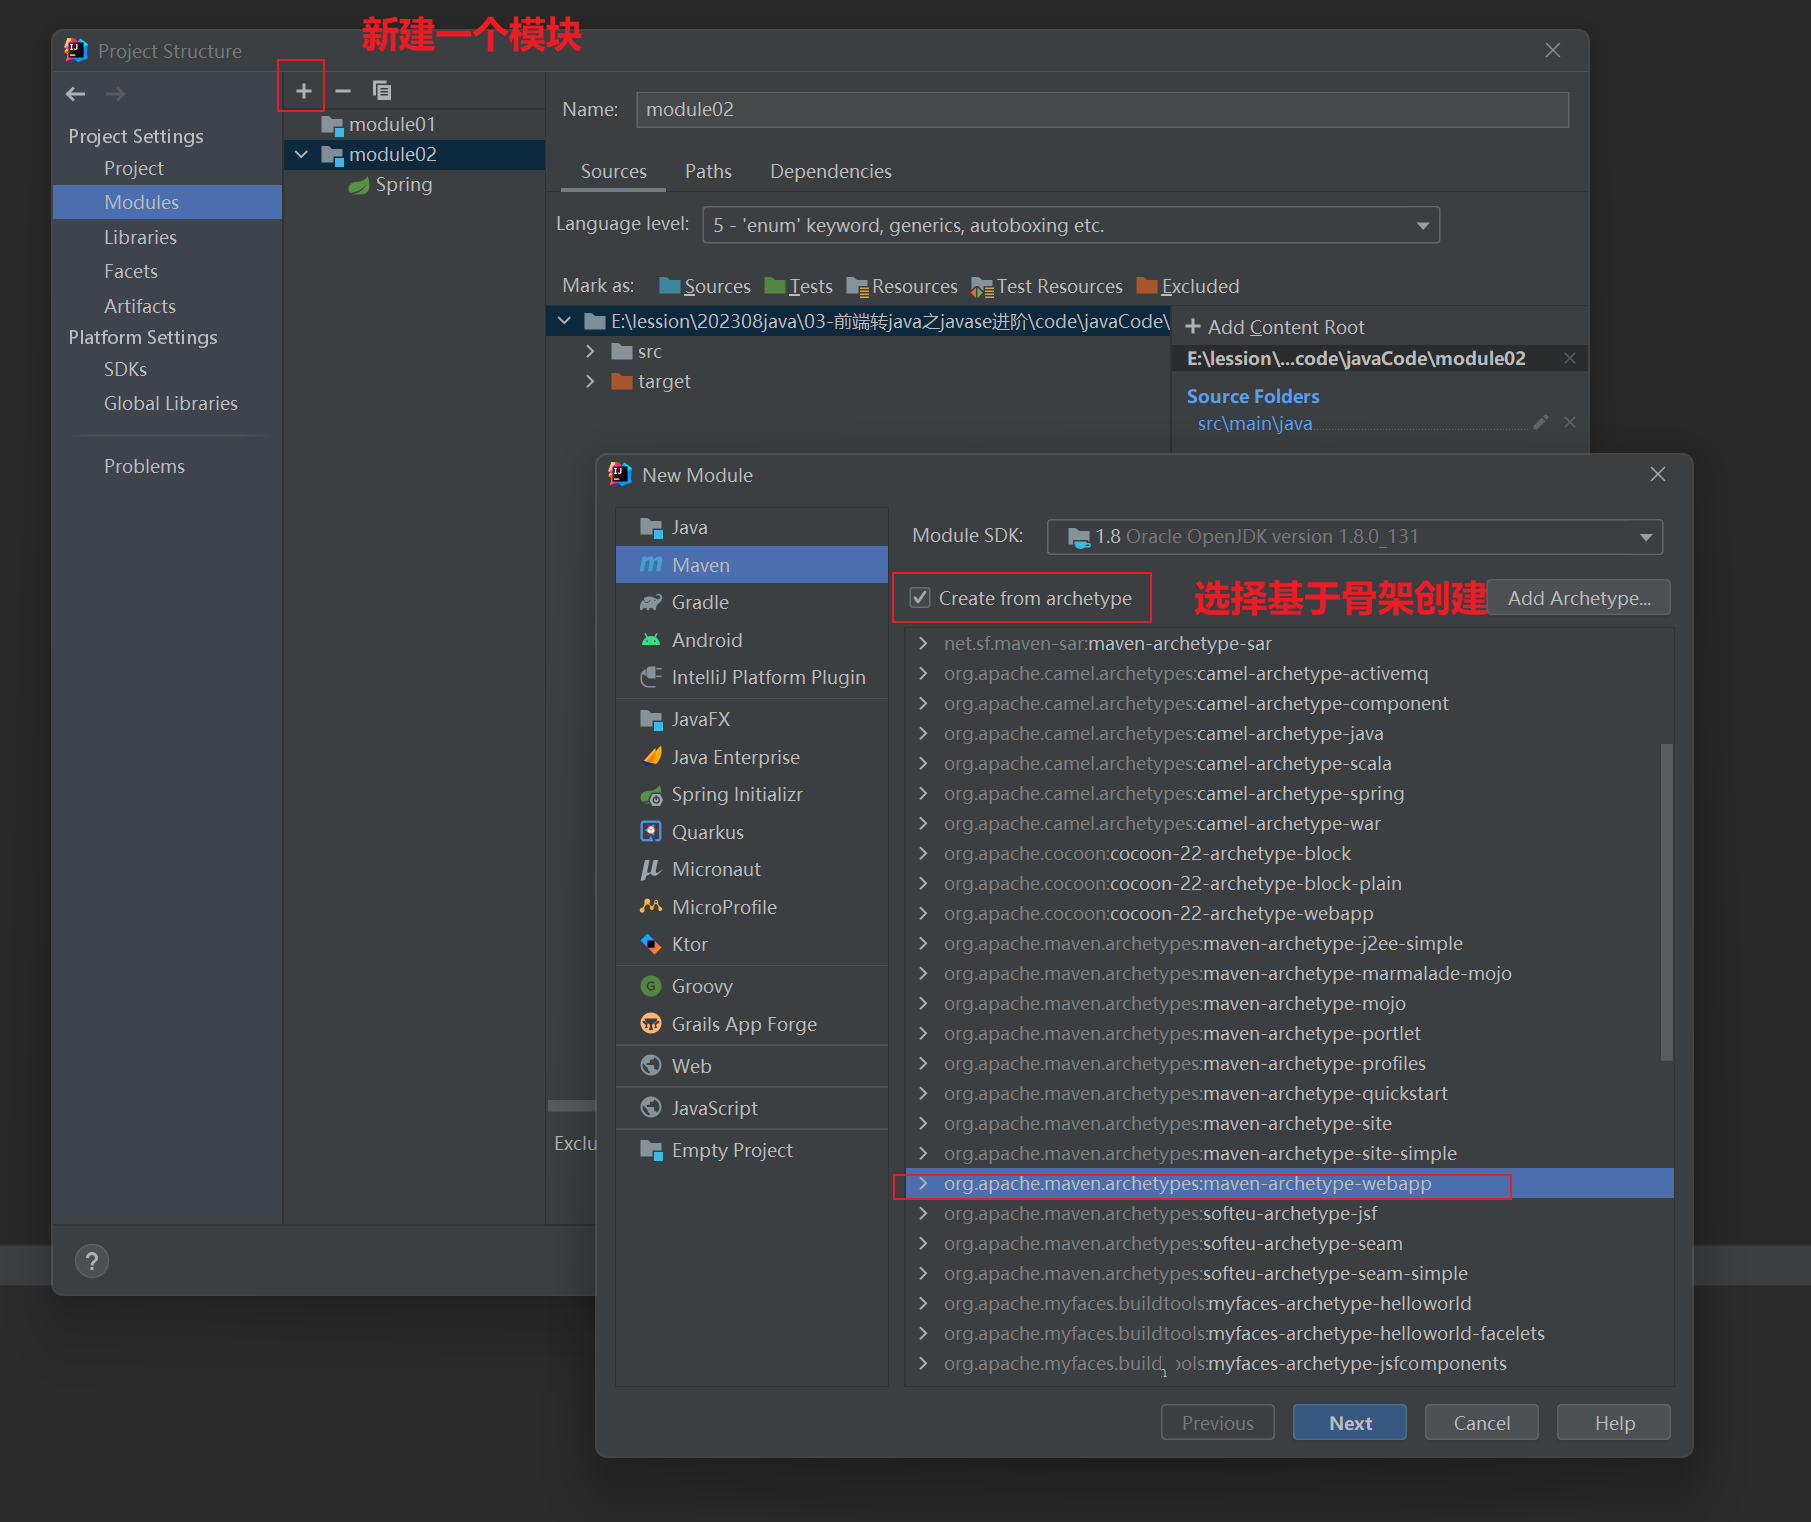 新建一个模块
Project Structure
Project Settings
Project
Modules
Libraries
Facets
Artifacts
Platform Settings
SDKs
Global Libraries
Problems
module01
module02
Spring
Name:
module02
Sources
Paths
Dependencies
Language level:
5 - 'enum' keyword, generics, autoboxing etc.
Mark as:
Sources
Tests
Resources
Test Resources
Excluded
E:\lession\202308java\03-前端转java之javase进阶\code\javaCode\
src
target
Add Content Root
E:\lession\...code\javaCode\module02
Source Folders
src\main\java
Exclu
?
New Module
Java
Maven
Gradle
Android
IntelliJ Platform Plugin
JavaFX
Java Enterprise
Spring Initializr
Quarkus
Micronaut
MicroProfile
Ktor
Groovy
Grails App Forge
Web
JavaScript
Empty Project
Module SDK:
1.8 Oracle OpenJDK version 1.8.0_131
Create from archetype
选择基于骨架创建
Add Archetype...
net.sf.maven-sar:maven-archetype-sar
org.apache.camel.archetypes:camel-archetype-activemq
org.apache.camel.archetypes:camel-archetype-component
org.apache.camel.archetypes:camel-archetype-java
org.apache.camel.archetypes:camel-archetype-scala
org.apache.camel.archetypes:camel-archetype-spring
org.apache.camel.archetypes:camel-archetype-war
org.apache.cocoon:cocoon-22-archetype-block
org.apache.cocoon:cocoon-22-archetype-block-plain
org.apache.cocoon:cocoon-22-archetype-webapp
org.apache.maven.archetypes:maven-archetype-j2ee-simple
org.apache.maven.archetypes:maven-archetype-marmalade-mojo
org.apache.maven.archetypes:maven-archetype-mojo
org.apache.maven.archetypes:maven-archetype-portlet
org.apache.maven.archetypes:maven-archetype-profiles
org.apache.maven.archetypes:maven-archetype-quickstart
org.apache.maven.archetypes:maven-archetype-site
org.apache.maven.archetypes:maven-archetype-site-simple
org.apache.maven.archetypes:maven-archetype-webapp
org.apache.maven.archetypes:softeu-archetype-jsf
org.apache.maven.archetypes:softeu-archetype-seam
org.apache.maven.archetypes:softeu-archetype-seam-simple
org.apache.myfaces.buildtools:myfaces-archetype-helloworld
org.apache.myfaces.buildtools:myfaces-archetype-helloworld-facelets
org.apache.myfaces.buildtools:myfaces-archetype-jsfcomponents
Previous
Next
Cancel
Help